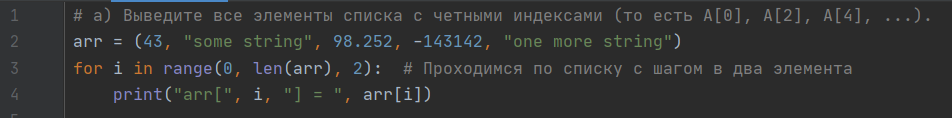 1 # а) Выведите все элементы списка с четными индексами (то есть A[0], A[2], A[4], ...).
2 arr = (43, "some string", 98.252, -143142, "one more string")
3 for i in range(0, len(arr), 2):  # Проходимся по списку с шагом в два элемента
4     print("arr[", i, "] = ", arr[i])